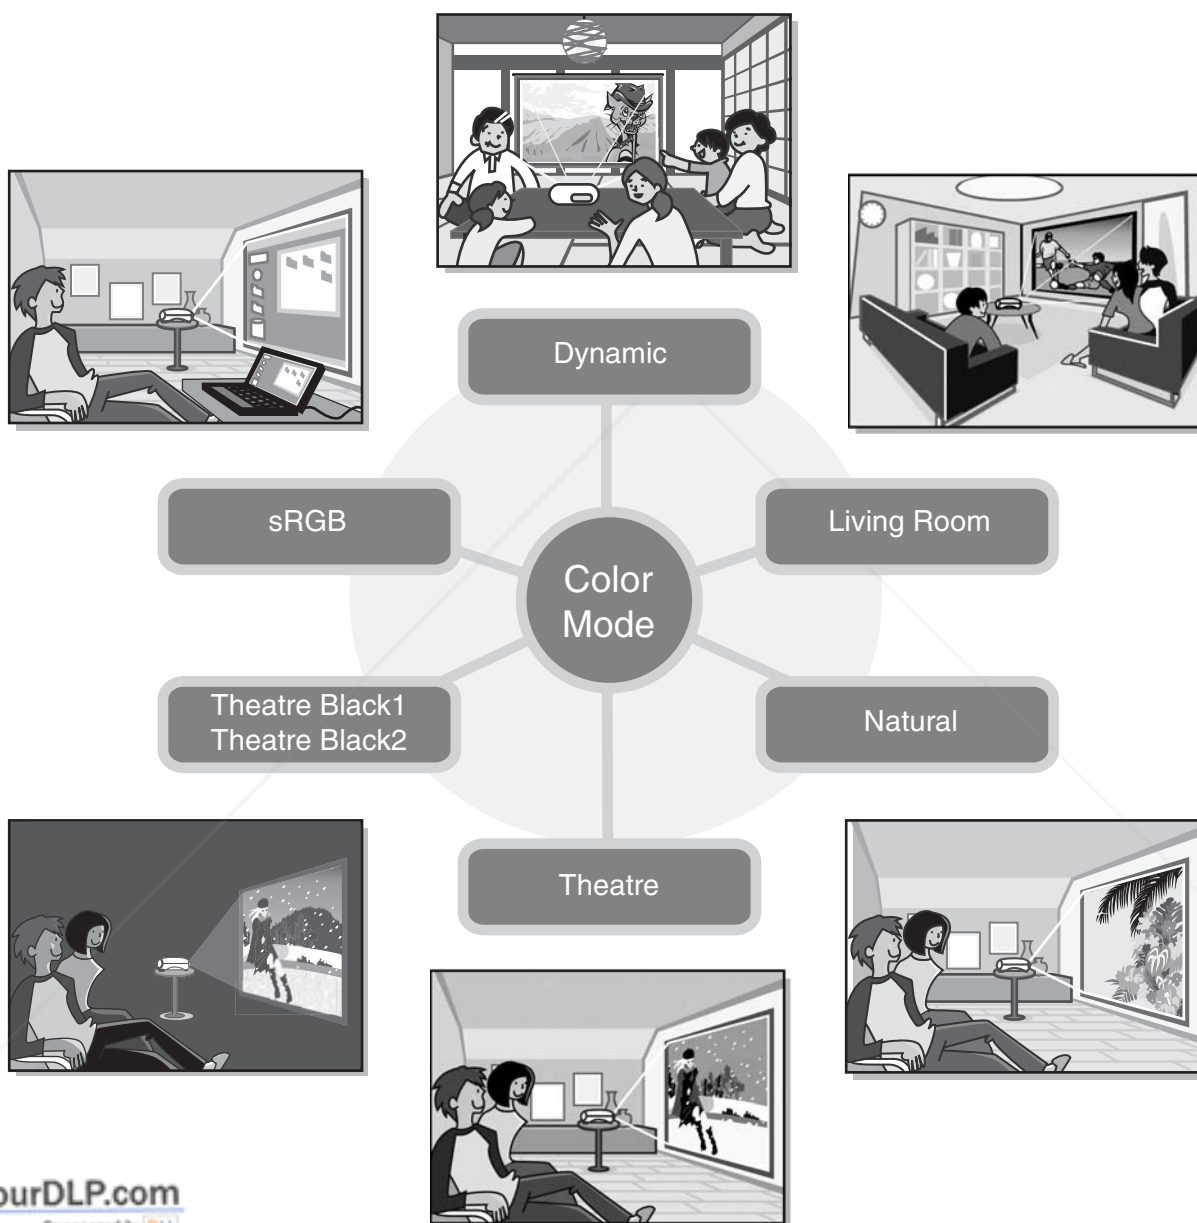 Dynamic
sRGB
Living Room
Color
Mode
Theatre Black1
Theatre Black2
Natural
Theatre
ourDLP.com